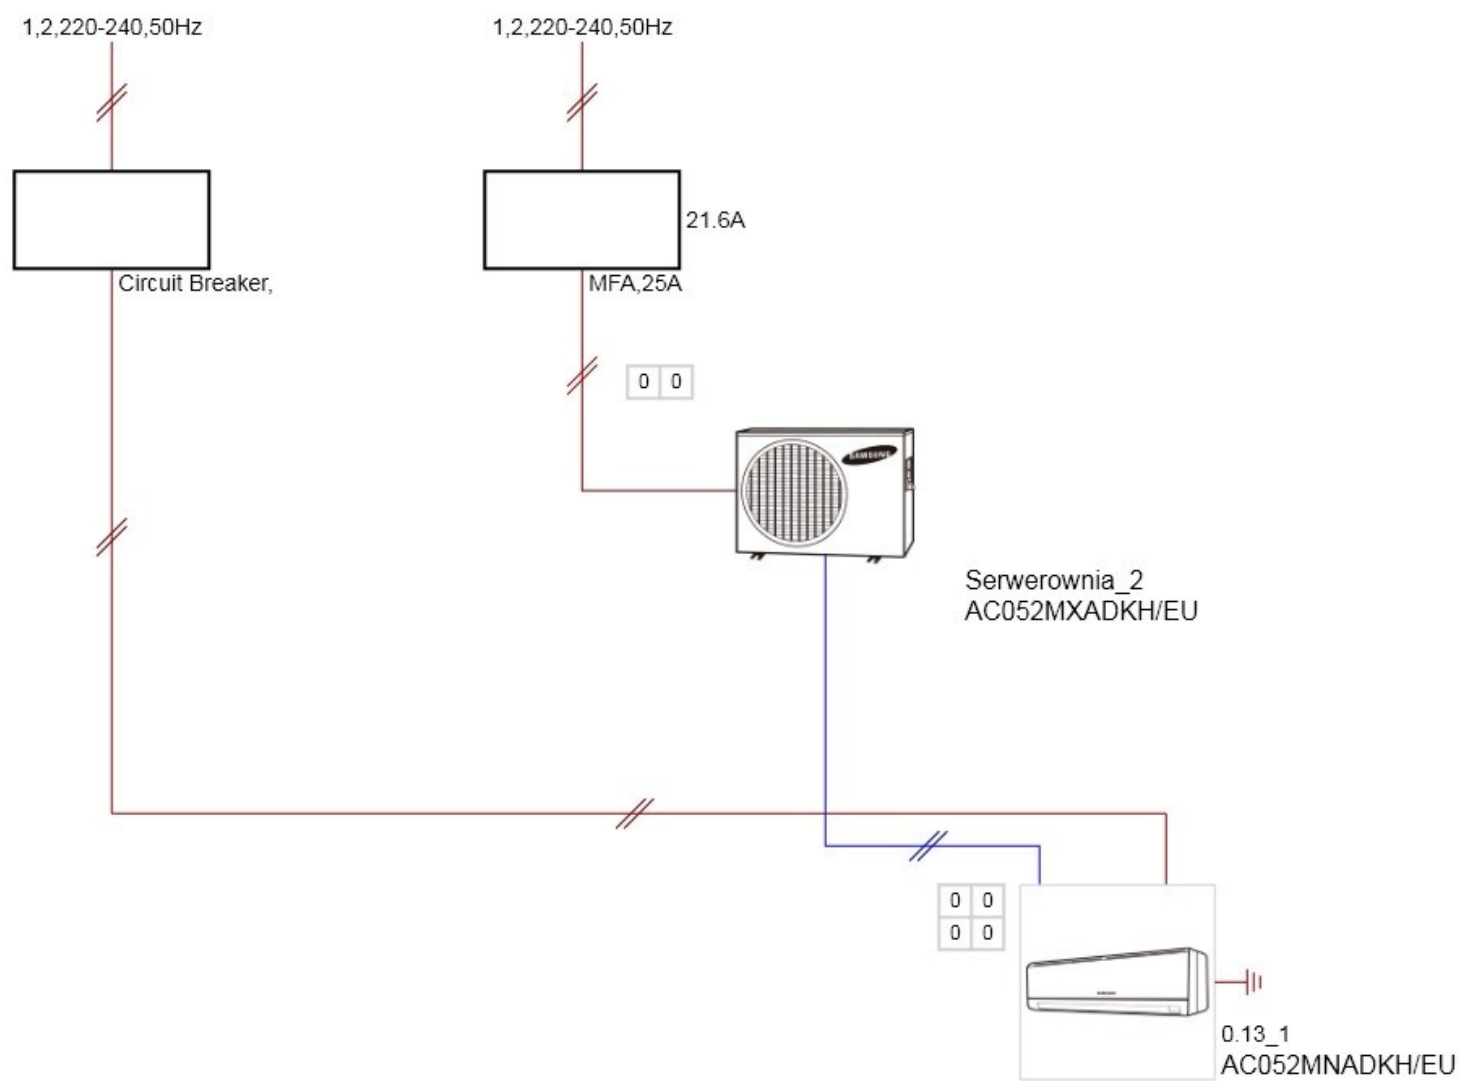 1,2,220-240,50Hz
1,2,220-240,50Hz
21.6A
Circuit Breaker,
MFA,25A
0 0
SAMSUNG
Serwerownia_2
AC052MXADKH/EU
0 0
0 0
0.13_1
AC052MNADKH/EU